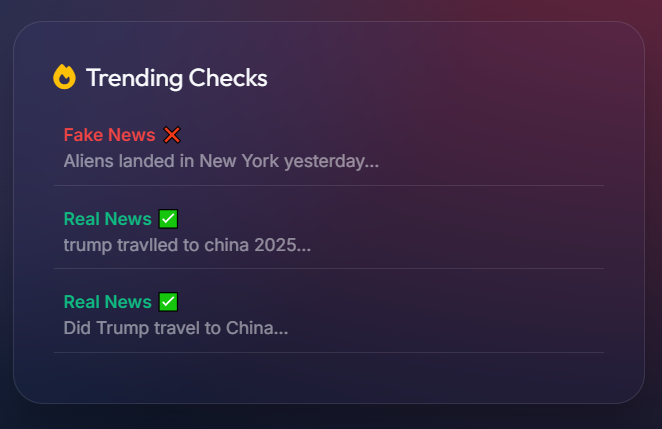 Trending Checks
Fake News ❌
Aliens landed in New York yesterday...
Real News ✅
trump travlled to china 2025...
Real News ✅
Did Trump travel to China...